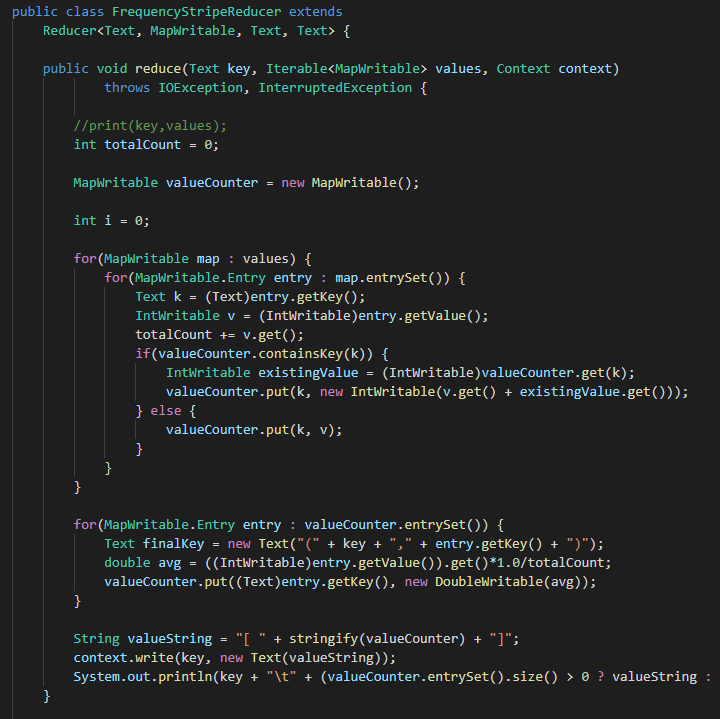 public class FrequencyStripeReducer extends
Reducer<Text, MapWritable, Text, Text> {
public void reduce(Text key, Iterable<MapWritable> values, Context context)
throws IOException, InterruptedException {
//print(key,values);
int totalCount = 0;
MapWritable valueCounter = new MapWritable();
int i = 0;
for(MapWritable map : values) {
for(MapWritable.Entry entry : map.entrySet()) {
Text k = (Text)entry.getKey();
IntWritable v = (IntWritable)entry.getValue();
totalCount += v.get();
if(valueCounter.containsKey(k)) {
IntWritable existingValue = (IntWritable)valueCounter.get(k);
valueCounter.put(k, new IntWritable(v.get() + existingValue.get()));
} else {
valueCounter.put(k, v);
}
}
}
for(MapWritable.Entry entry : valueCounter.entrySet()) {
Text finalKey = new Text("(" + key + "," + entry.getKey() + ")");
double avg = ((IntWritable)entry.getValue()).get()*1.0/totalCount;
valueCounter.put((Text)entry.getKey(), new DoubleWritable(avg));
}
String valueString = "[ " + stringify(valueCounter) + "]";
context.write(key, new Text(valueString));
System.out.println(key + "\t" + (valueCounter.entrySet().size() > 0 ? valueString :
}